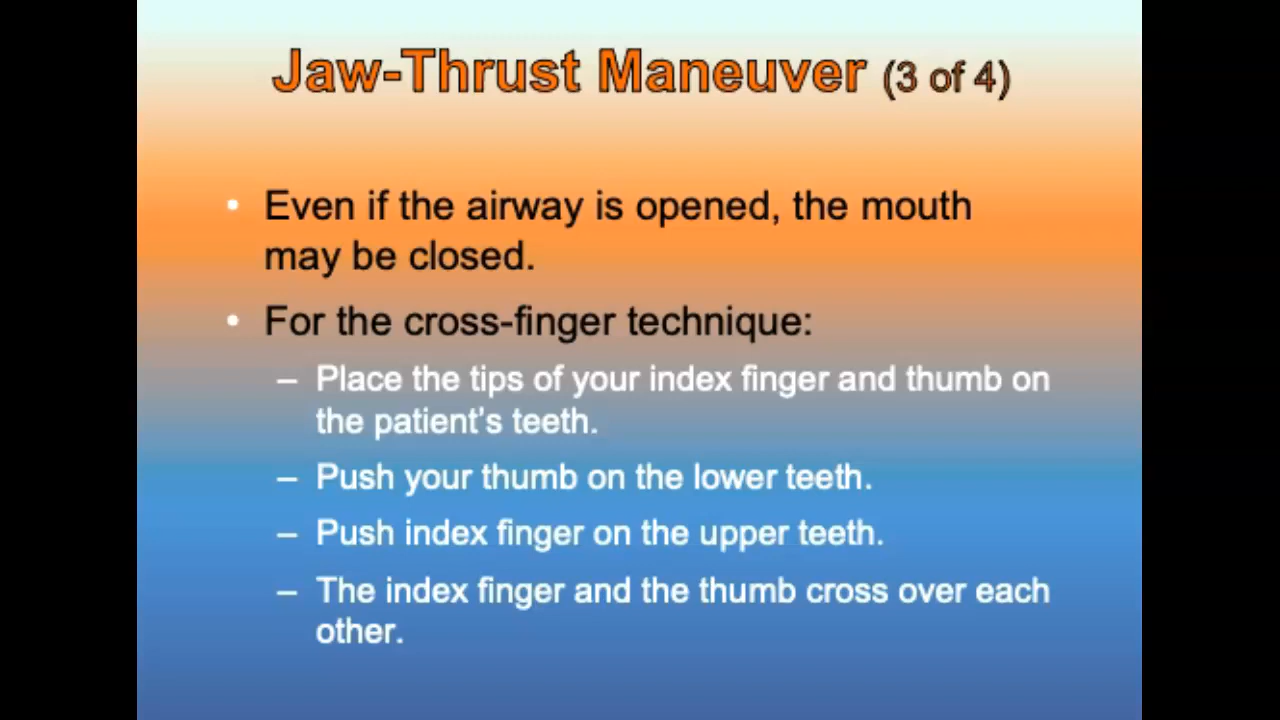 Jaw-Thrust Maneuver (3 of 4)
• Even if the airway is opened, the mouth
may be closed.
• For the cross-finger technique:
– Place the tips of your index finger and thumb on
the patient’s teeth.
– Push your thumb on the lower teeth.
– Push index finger on the upper teeth.
– The index finger and the thumb cross over each
other.